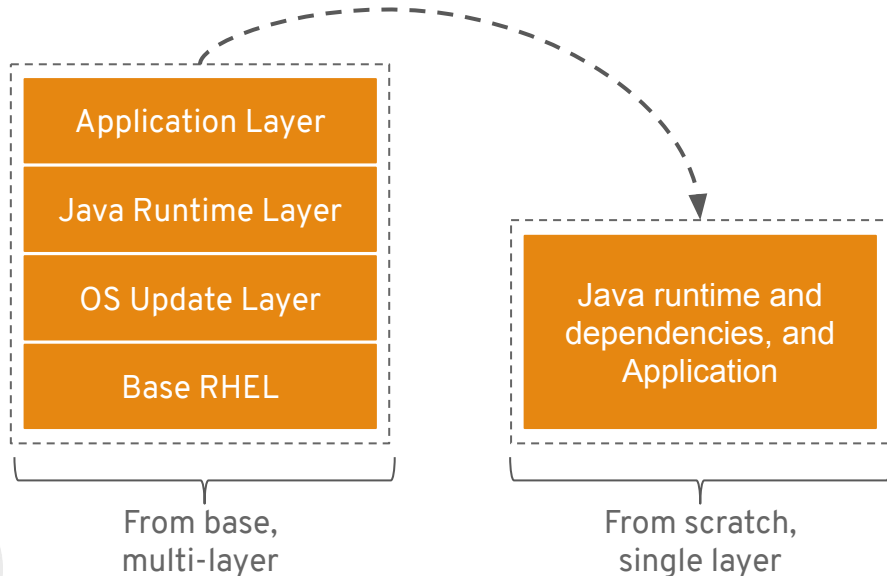 Application Layer
Java Runtime Layer
OS Update Layer
Base RHEL
From base,
multi-layer
Java runtime and
dependencies, and
Application
From scratch,
single layer